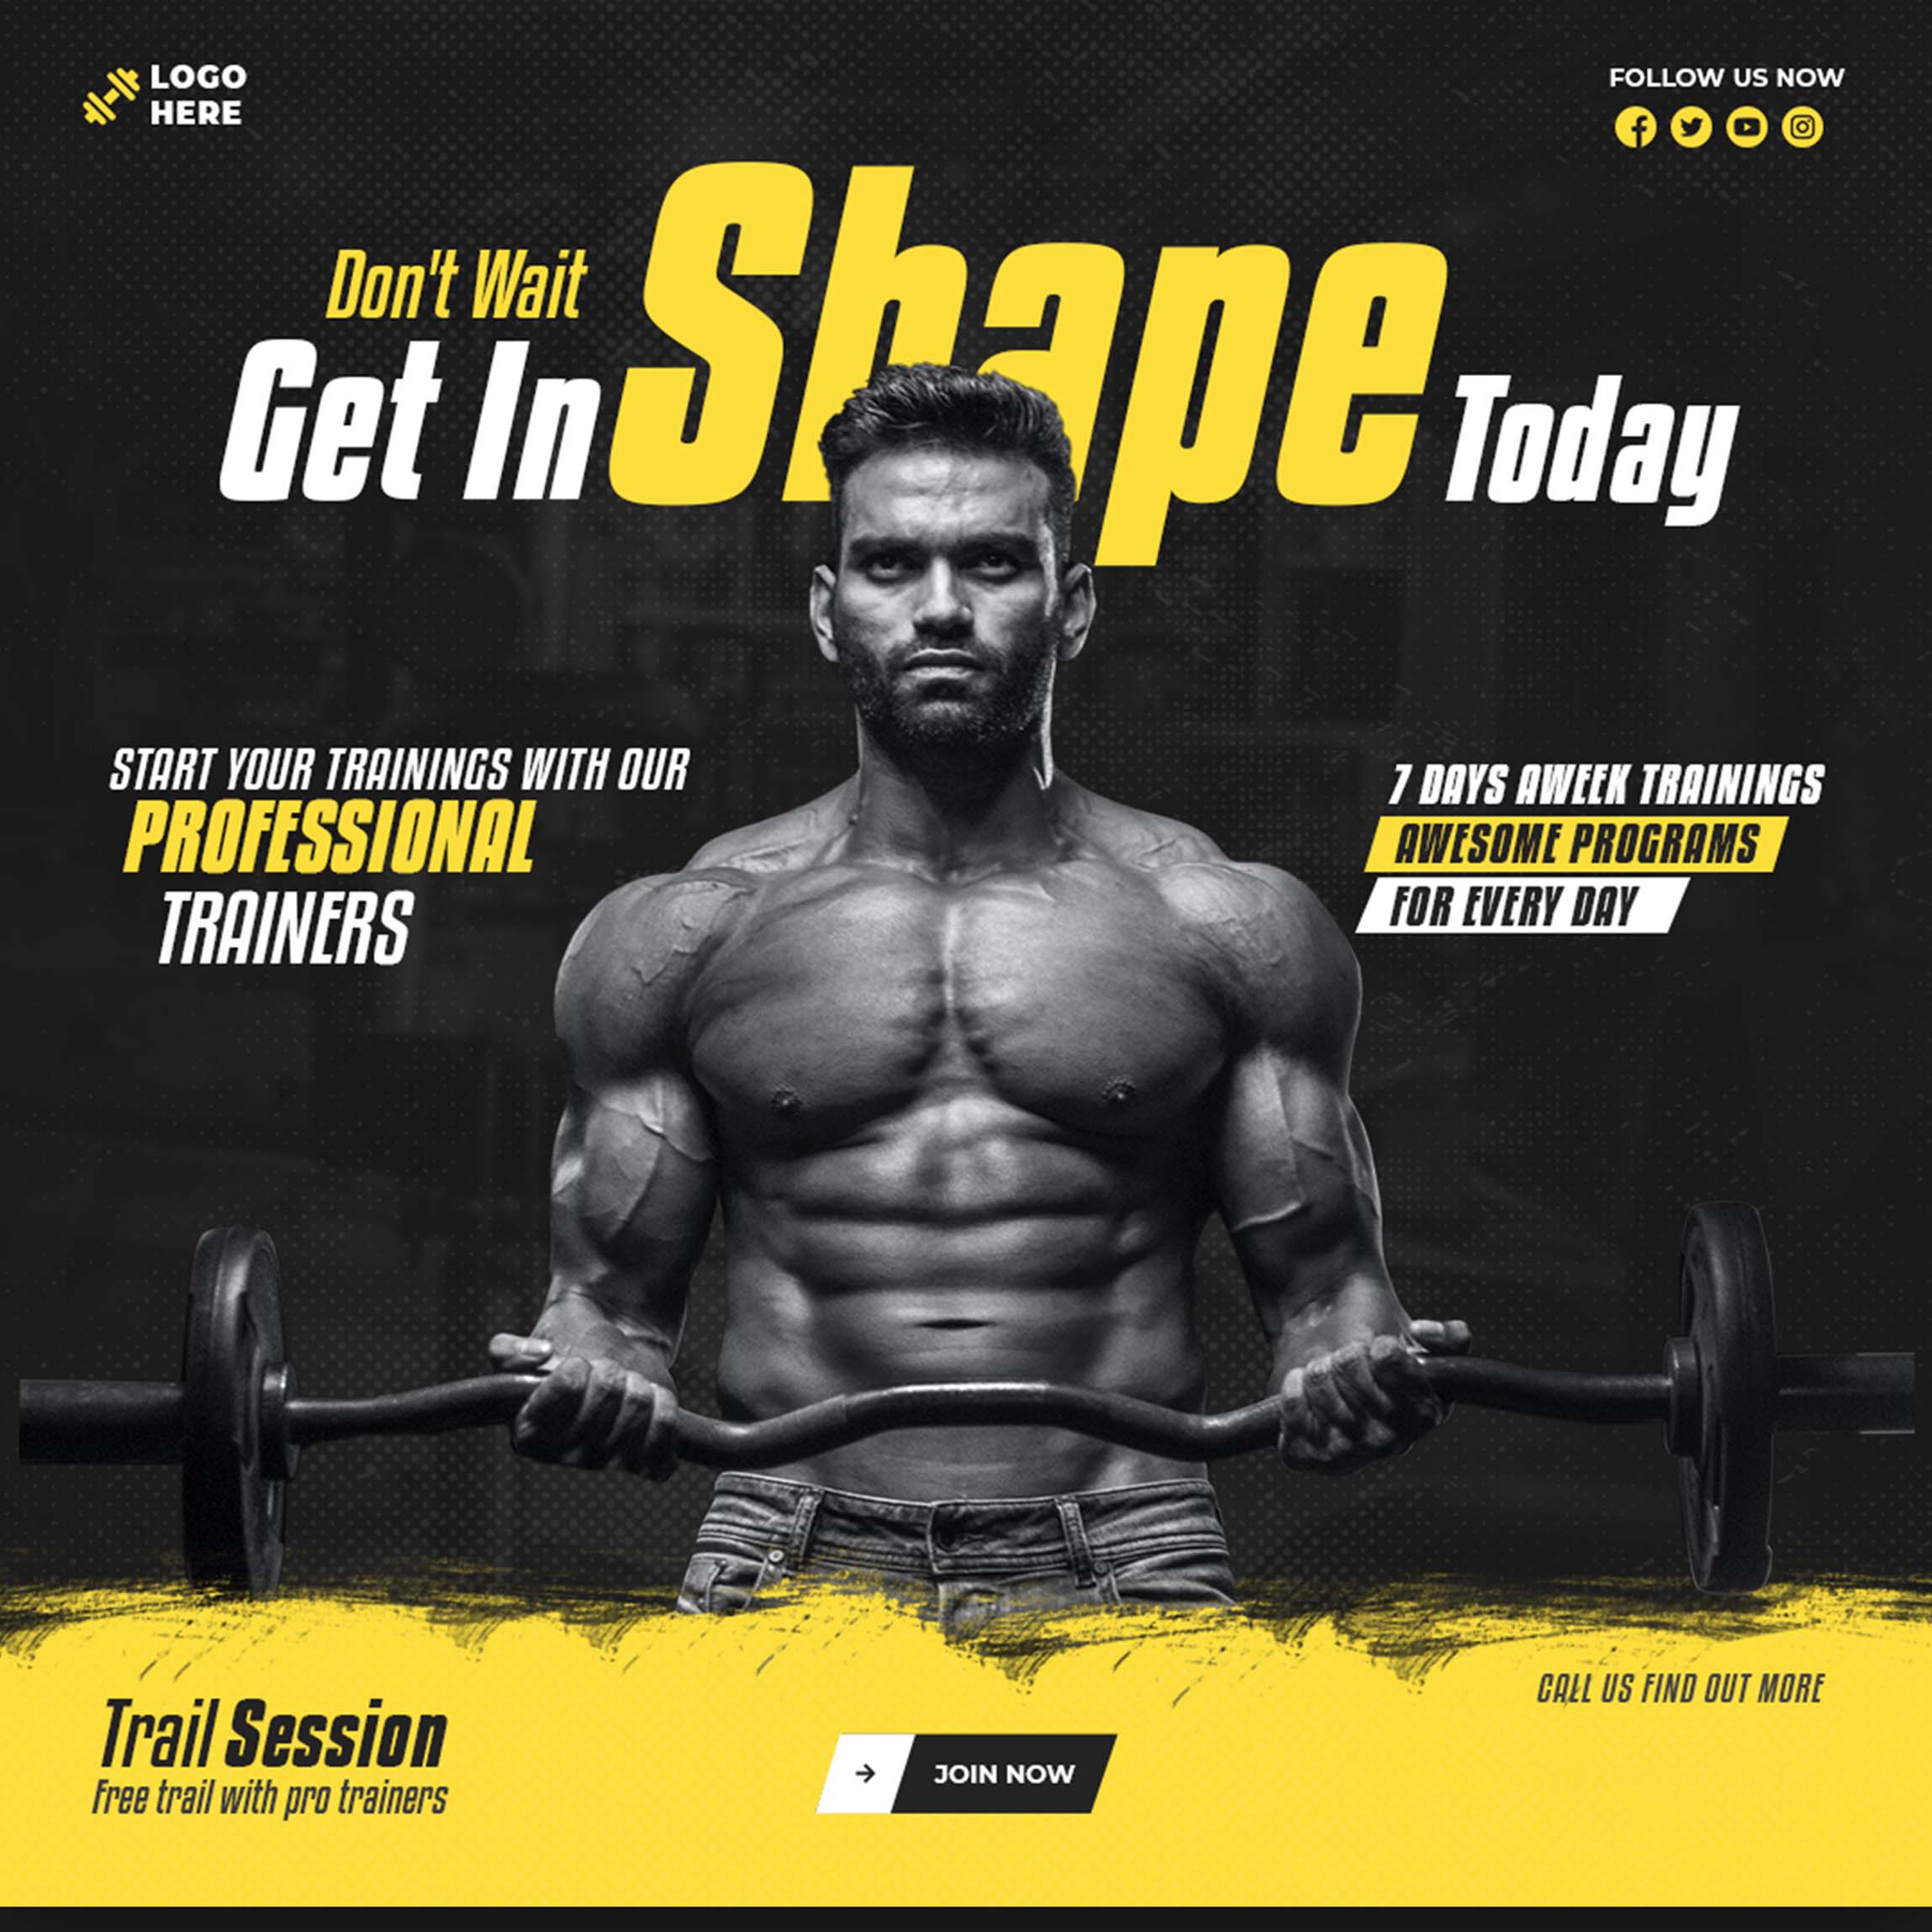 LOGO
HERE
FOLLOW US NOW
Don't Wait
Get In Shape Today
START YOUR TRAININGS WITH OUR
PROFESSIONAL
TRAINERS
7 DAYS AWEEK TRAININGS
AWESOME PROGRAMS
FOR EVERY DAY
CALL US FIND OUT MORE
Trail Session
Free trail with pro trainers
JOIN NOW